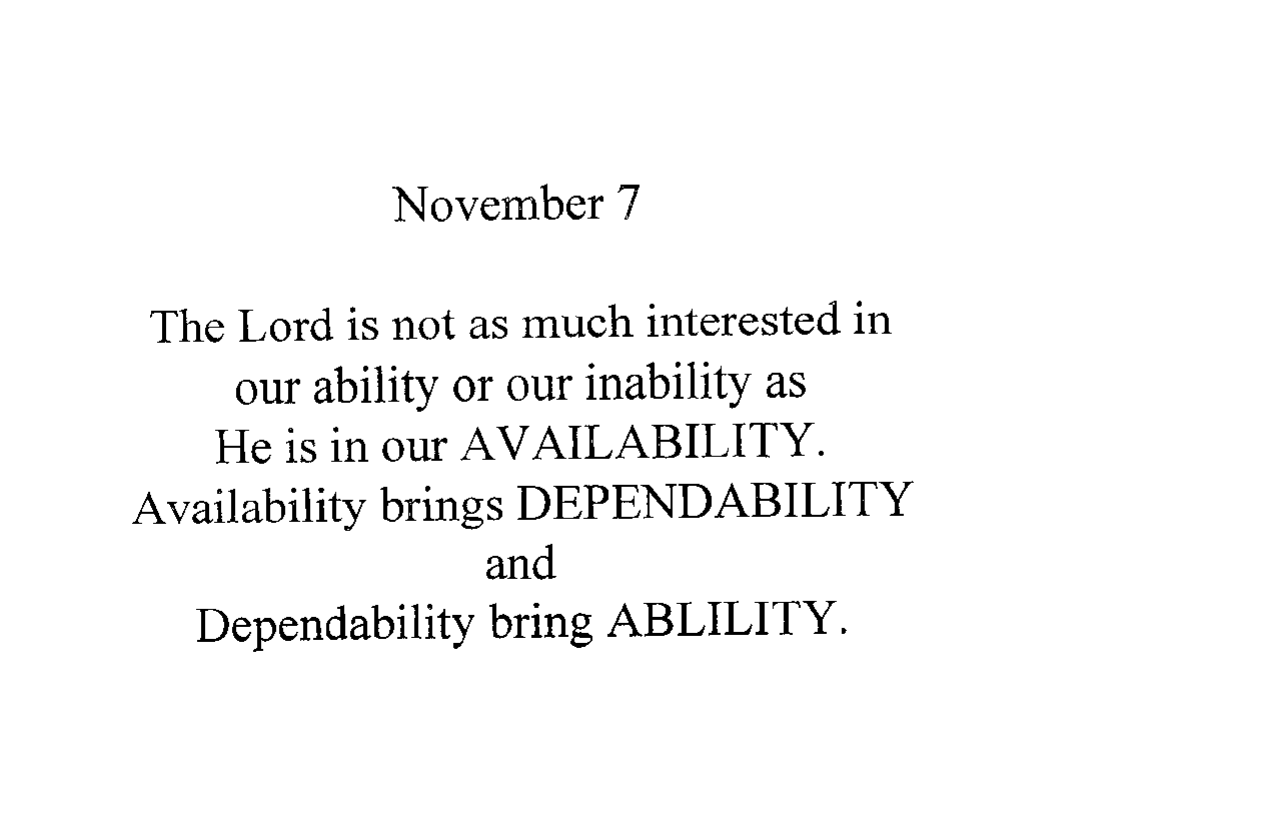 November 7
The Lord is not as much interested in
our ability or our inability as
He is in our AVAILABILITY.
Availability brings DEPENDABILITY
and
Dependability bring ABLILITY.